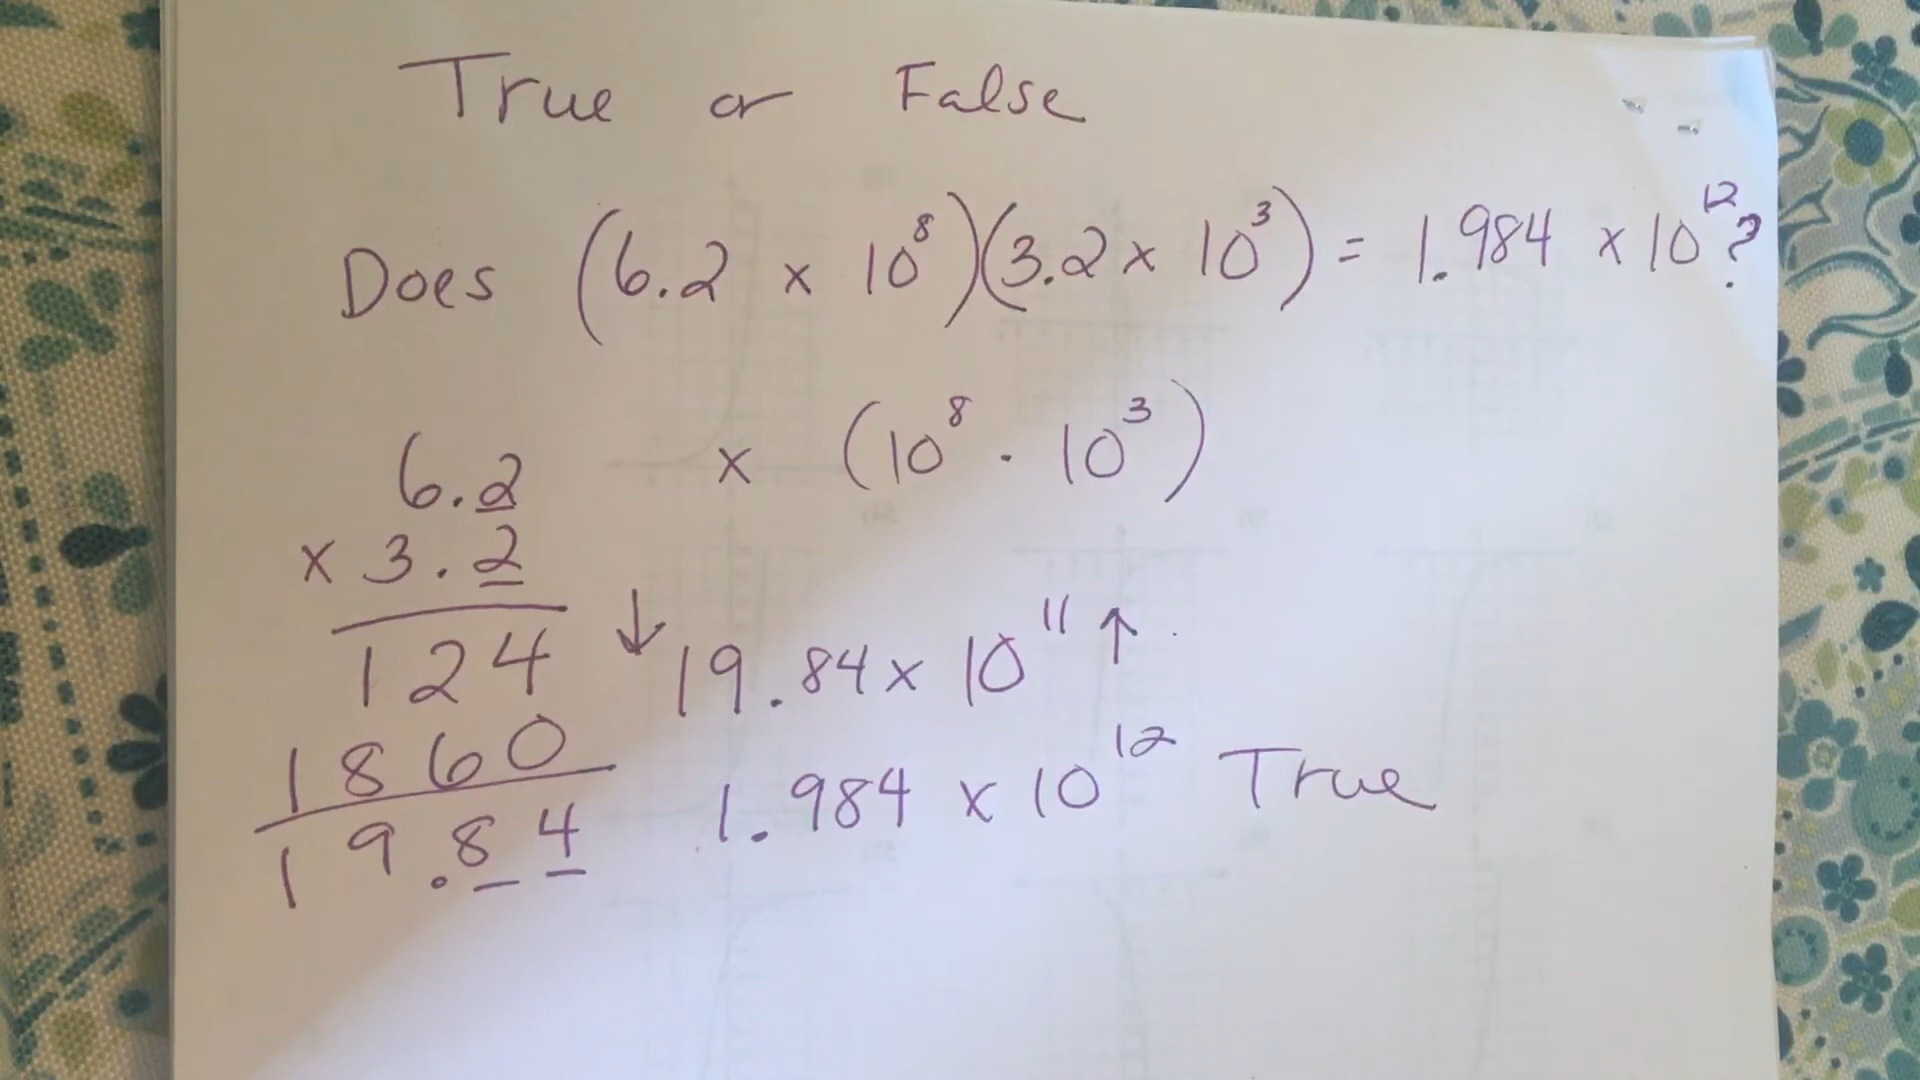 True or False
Does (6.2 x 10⁸)(3.2 x 10³) = 1.984 x 10¹²?
6.2 x (10⁸ · 10³)
x 3.2
124 ↓ 19.84 x 10¹¹ ↑
1860
19.84 1.984 x 10¹² True